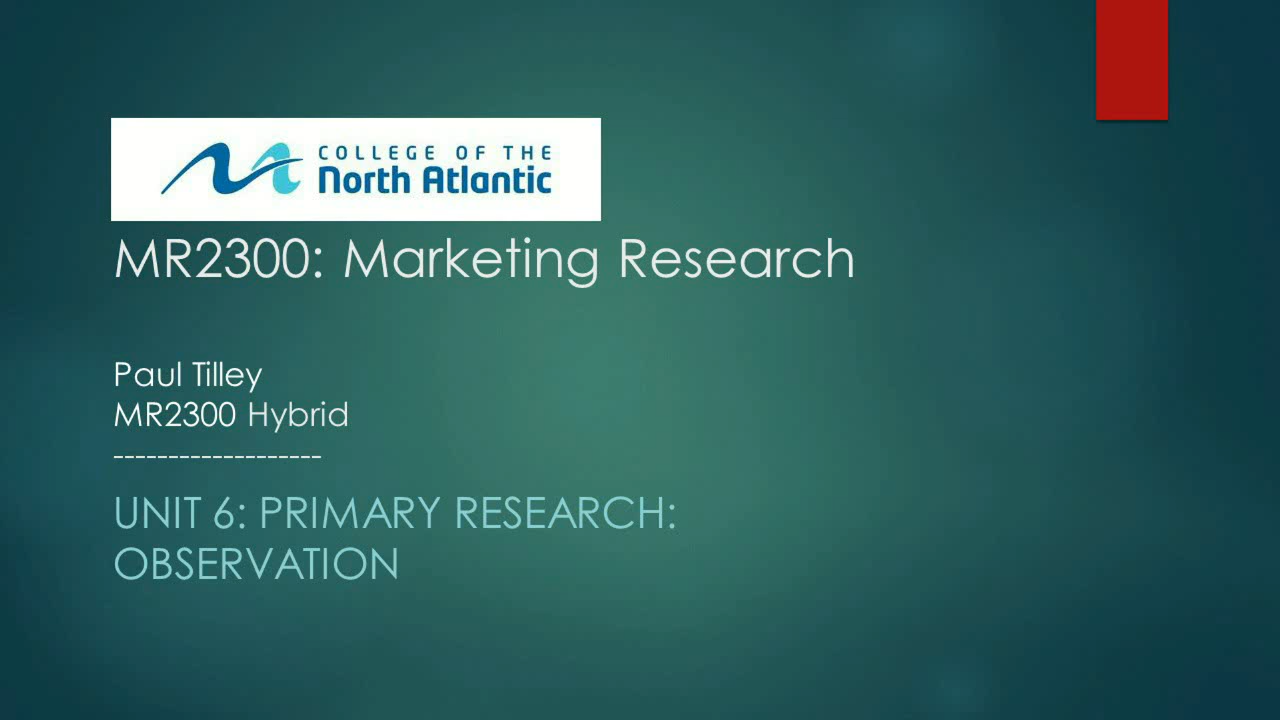 COLLEGE OF THE
North Atlantic
MR2300: Marketing Research
Paul Tilley
MR2300 Hybrid
-------------------
UNIT 6: PRIMARY RESEARCH:
OBSERVATION